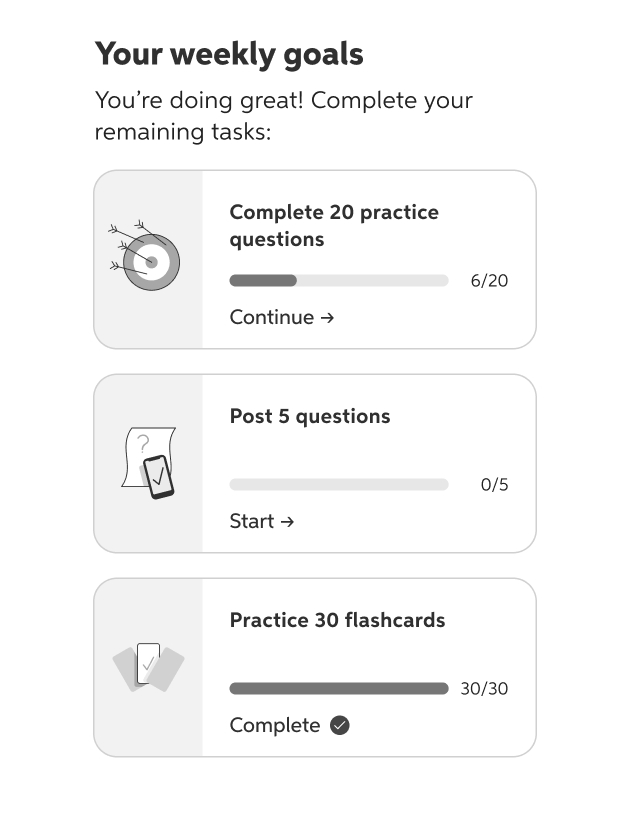 Your weekly goals
You’re doing great! Complete your
remaining tasks:
Complete 20 practice
questions
6/20
Continue →
?
Post 5 questions
0/5
Start →
Practice 30 flashcards
30/30
Complete